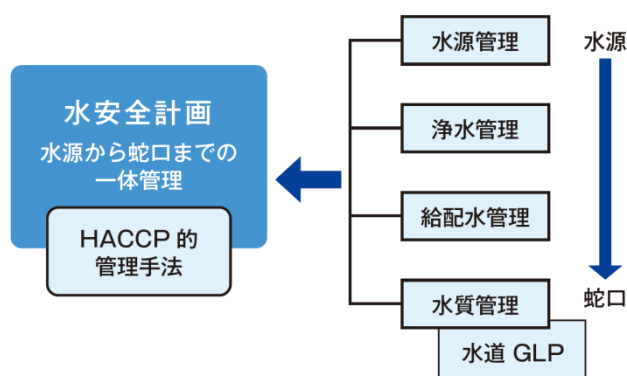 水安全計画
水源から蛇口までの
一体管理
HACCP 的
管理手法
水源管理
浄水管理
給配水管理
水質管理
水道 GLP
水源
蛇口